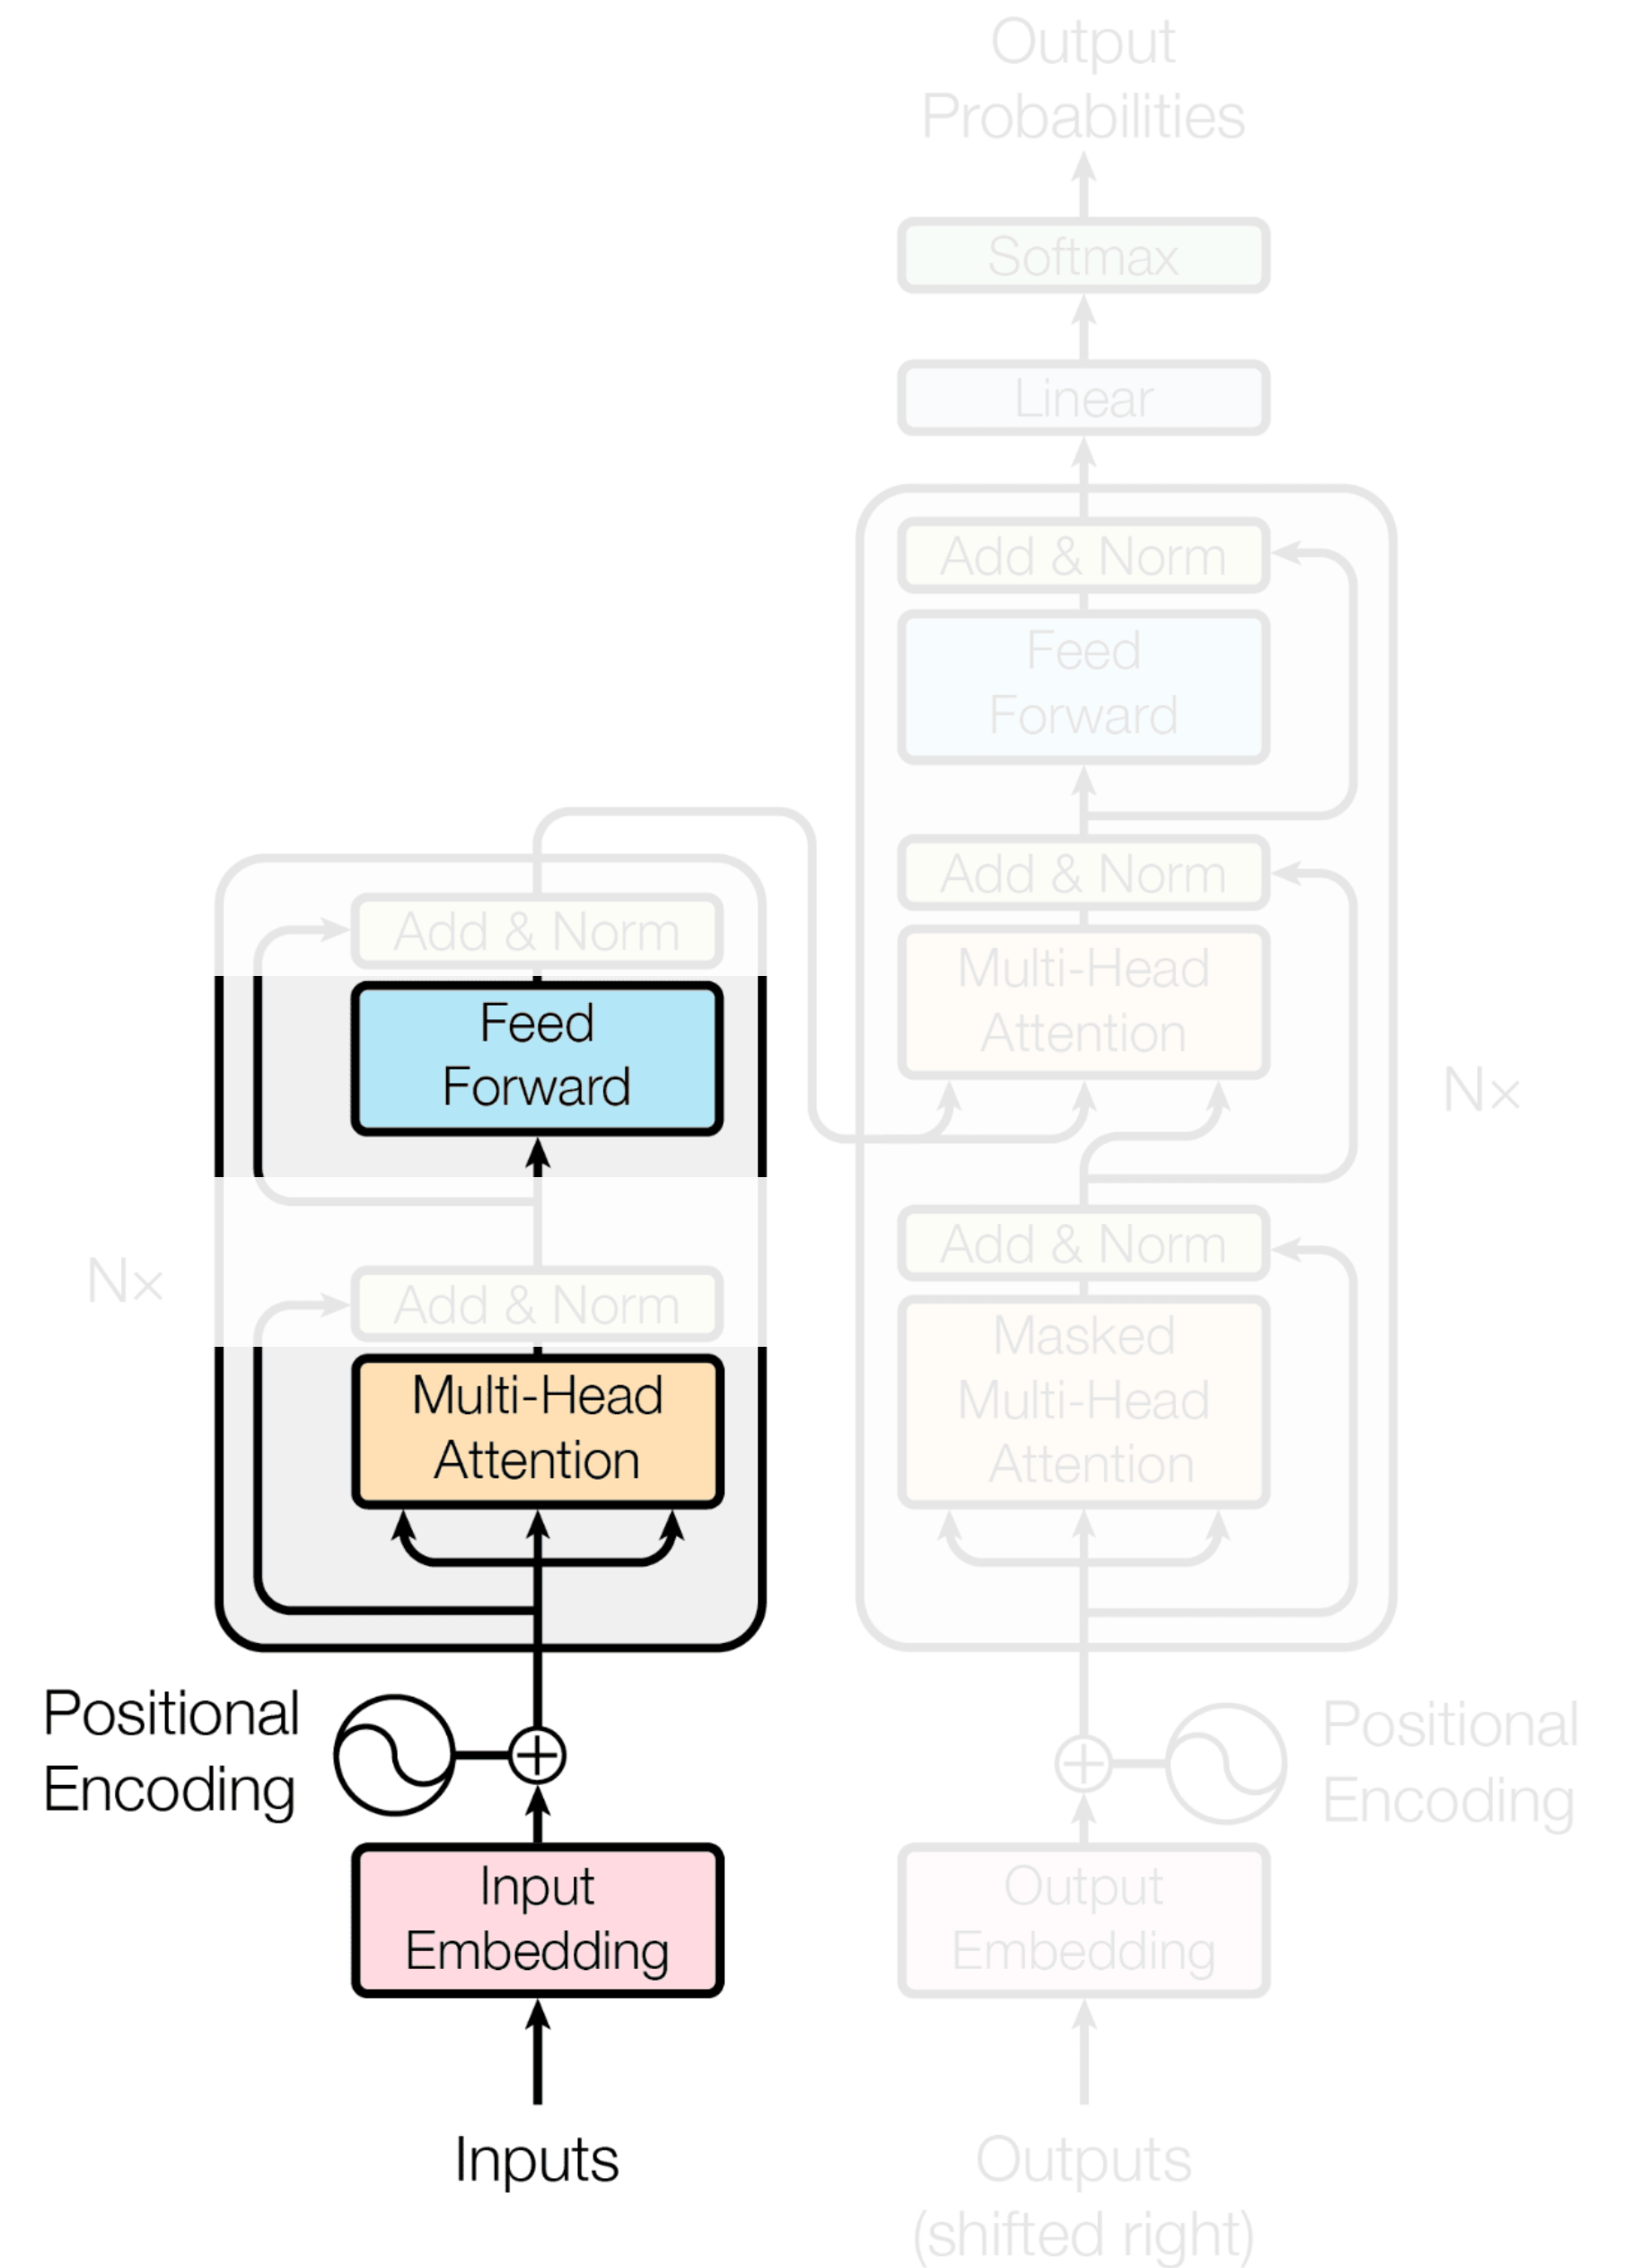 Output
Probabilities
Softmax
Linear
Add & Norm
Feed
Forward
Add & Norm
Multi-Head
Attention
Nx
Add & Norm
Masked
Multi-Head
Attention
Positional
Encoding
Output
Embedding
Outputs
(shifted right)
Add & Norm
Feed
Forward
Nx
Add & Norm
Multi-Head
Attention
Positional
Encoding
Input
Embedding
Inputs